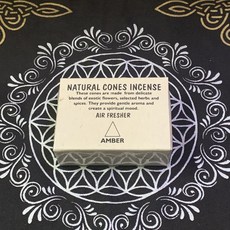 NATURAL CONES INCENSE
These cones are made from delicate
blends of exotic flowers, selected herbs and
spices. They provide gentle aroma and
create a spiritual mood.
AIR FRESHER
AMBER